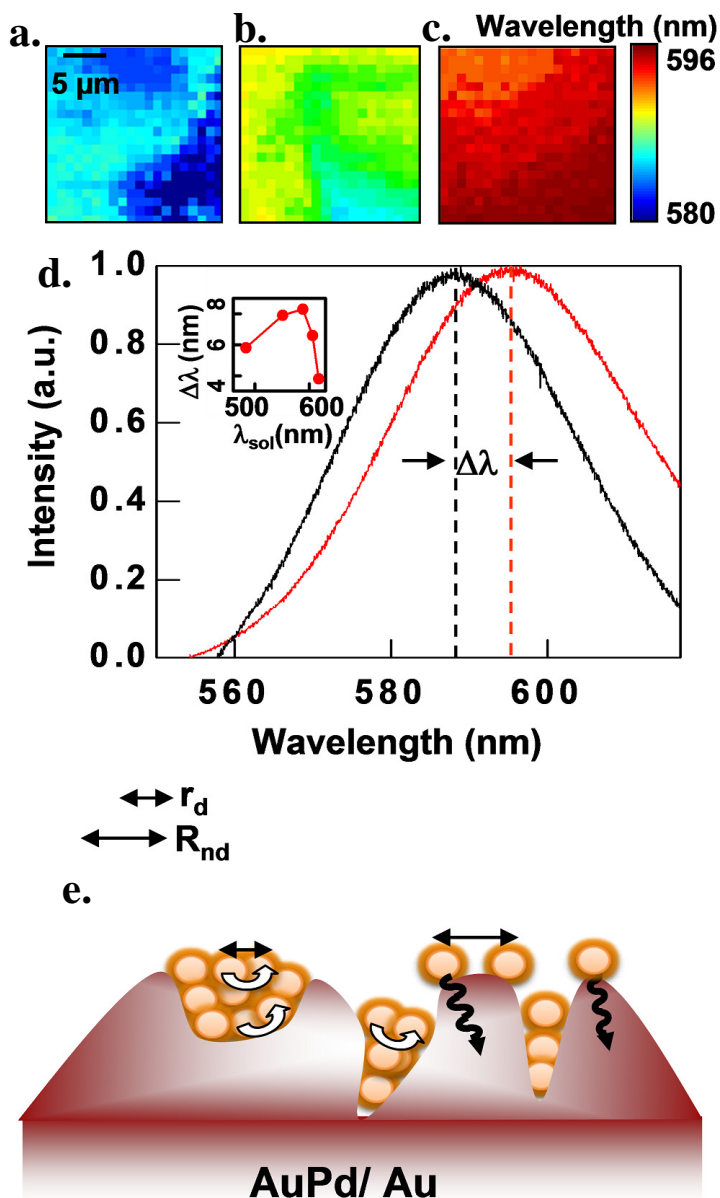 a. b. c. Wavelength (nm)
5 μm
596
580
d.
Intensity (a.u.)
1.0
0.8
0.6
0.4
0.2
0.0
Δλ (nm)
8
6
4
500 600
λsol(nm)
Δλ
560 580 600
Wavelength (nm)
rd
Rnd
e.
AuPd/ Au